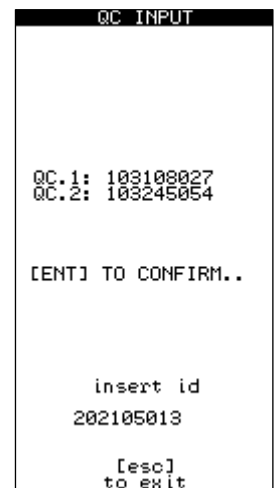 QC INPUT
QC.1: 103108027
QC.2: 103245054
[ENT] TO CONFIRM..
insert id
202105013
[esc]
to exit